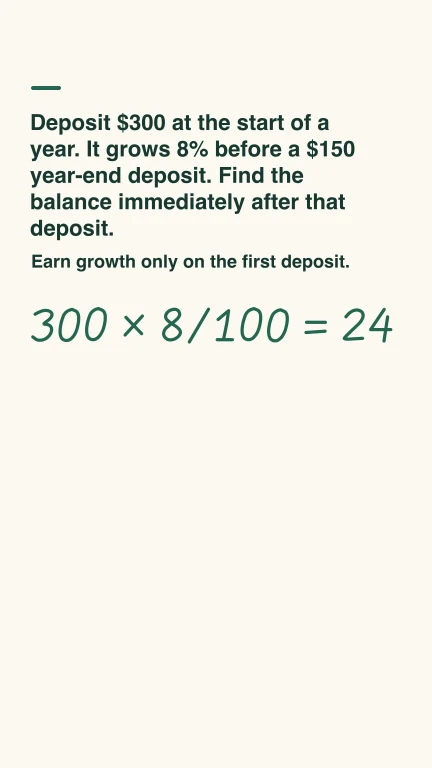 Deposit $300 at the start of a
year. It grows 8% before a $150
year-end deposit. Find the
balance immediately after that
deposit.
Earn growth only on the first deposit.
300 × 8/100 = 24